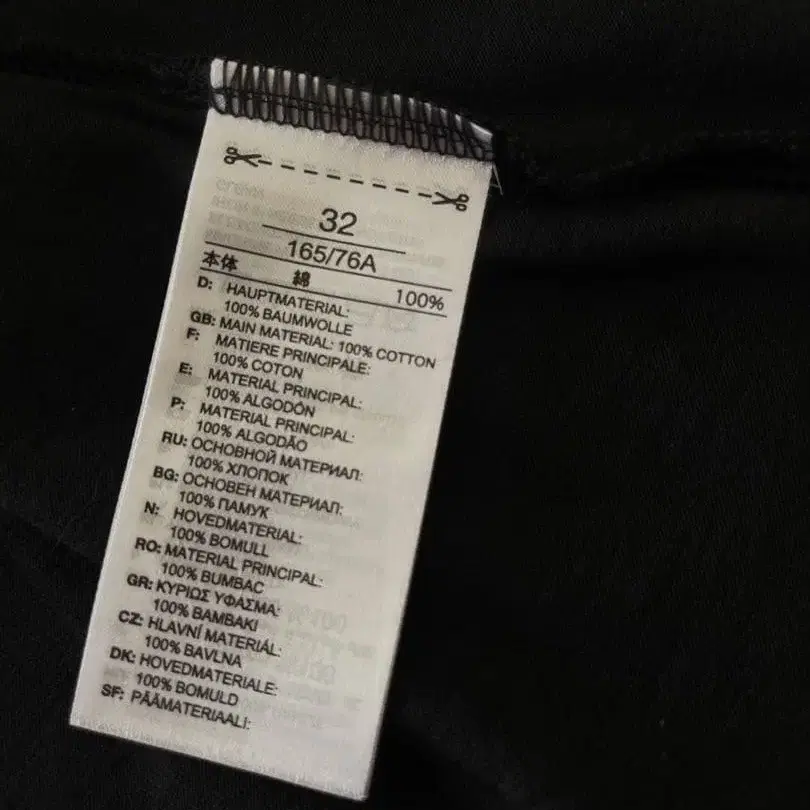 32
165/76A
本体 綿 100%
D: HAUPTMATERIAL:
100% BAUMWOLLE
GB: MAIN MATERIAL: 100% COTTON
F: MATIERE PRINCIPALE:
100% COTON
E: MATERIAL PRINCIPAL:
100% ALGODÓN
P: MATERIAL PRINCIPAL:
100% ALGODÃO
RU: ОСНОВНОЙ МАТЕРИАЛ:
100% ХЛОПОК
BG: ОСНОВЕН МАТЕРИАЛ:
100% ПАМУК
N: HOVEDMATERIAL:
100% BOMULL
RO: MATERIAL PRINCIPAL:
100% BUMBAC
GR: ΚΥΡΙΩΣ ΥΦΑΣΜΑ:
100% ΒΑΜΒΑΚΙ
CZ: HLAVNÍ MATERIÁL:
100% BAVLNA
DK: HOVEDMATERIALE:
100% BOMULD
SF: PÄÄMATERIAALI: